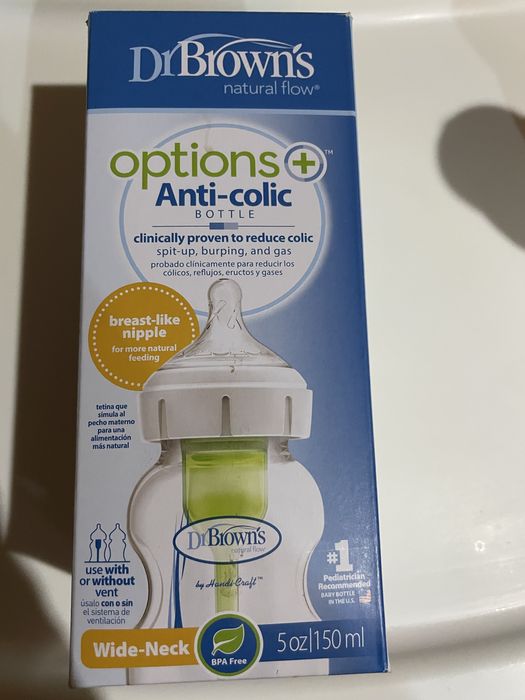 Dr Brown's
natural flow®
options+™
Anti-colic
BOTTLE
clinically proven to reduce colic
spit-up, burping, and gas
probado clínicamente para reducir los
cólicos, reflujos, eructos y gases
breast-like
nipple
for more natural
feeding
tetina que
simula al
pecho materno
para una
alimentación
más natural
Dr Brown's
natural flow
by Handi-Craft™
use with
or without
vent
úsalo con o sin
el sistema de
ventilación
#1
Pediatrician
Recommended
BABY BOTTLE
IN THE U.S.
Wide-Neck
BPA Free
5 oz|150 ml